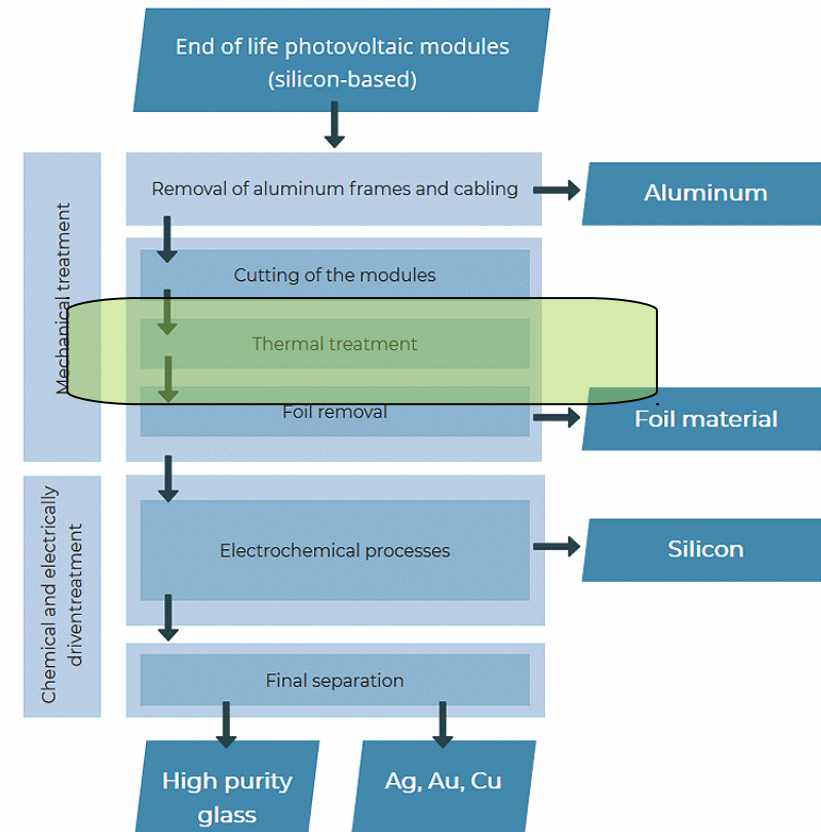 End of life photovoltaic modules
(silicon-based)
Mechanical treatment
Removal of aluminum frames and cabling
Aluminum
Cutting of the modules
Thermal treatment
Foil removal
Foil material
Chemical and electrically
driventreatment
Electrochemical processes
Silicon
Final separation
High purity
glass
Ag, Au, Cu